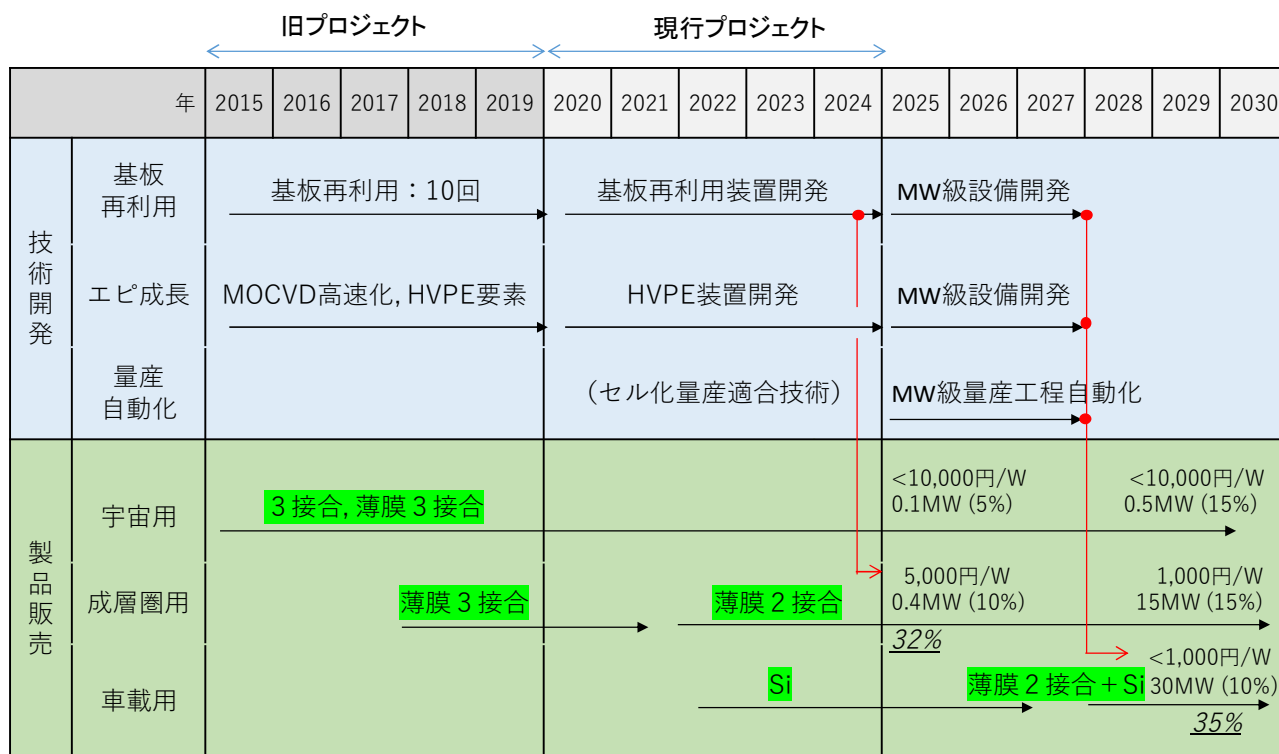 旧プロジェクト
現行プロジェクト
年 2015 2016 2017 2018 2019 2020 2021 2022 2023 2024 2025 2026 2027 2028 2029 2030
技術開発
基板
再利用
基板再利用：10回
基板再利用装置開発
MW級設備開発
エピ成長
MOCVD高速化, HVPE要素
HVPE装置開発
MW級設備開発
量産
自動化
(セル化量産適合技術)
MW級量産工程自動化
製品販売
宇宙用
3接合, 薄膜3接合
<10,000円/W
0.1MW (5%)
<10,000円/W
0.5MW (15%)
成層圏用
薄膜3接合
薄膜2接合
5,000円/W
0.4MW (10%)
32%
1,000円/W
15MW (15%)
車載用
Si
薄膜2接合＋Si
<1,000円/W
30MW (10%)
35%